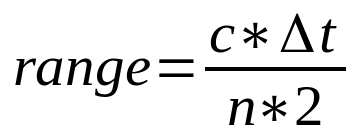 range = c * Δt / n * 2